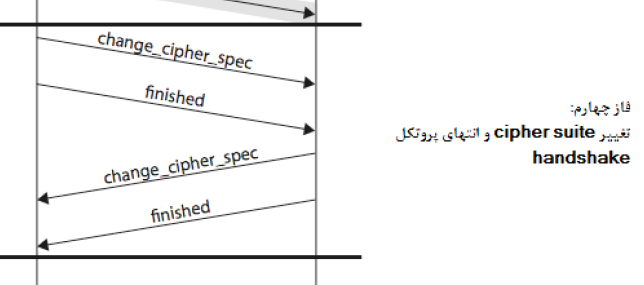 change_cipher_spec
finished
change_cipher_spec
finished
فاز چهارم:
تغییر cipher suite و انتهای پروتکل
handshake